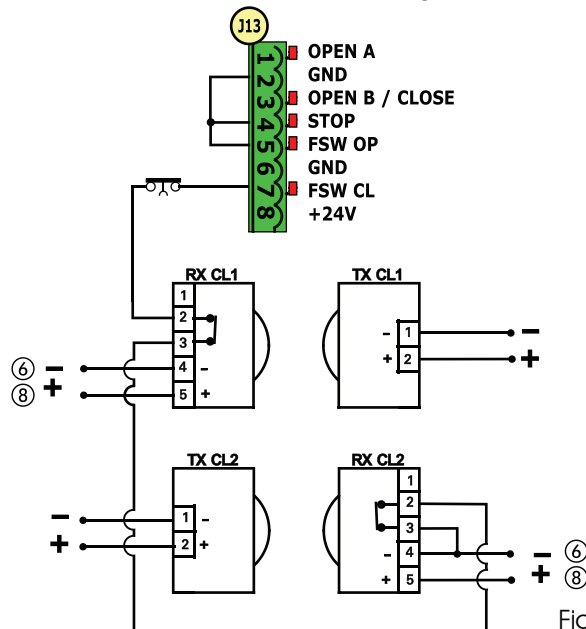 J13
1 OPEN A
2 GND
3 OPEN B / CLOSE
4 STOP
5 FSW OP
6 GND
7 FSW CL
8 +24V
RX CL1
1
2
3
4 -
5 +
6 -
8 +
TX CL1
- 1 -
+ 2 +
TX CL2
- 1 -
+ 2 +
RX CL2
1
2
3
- 4 - 6
+ 5 + 8
Fig